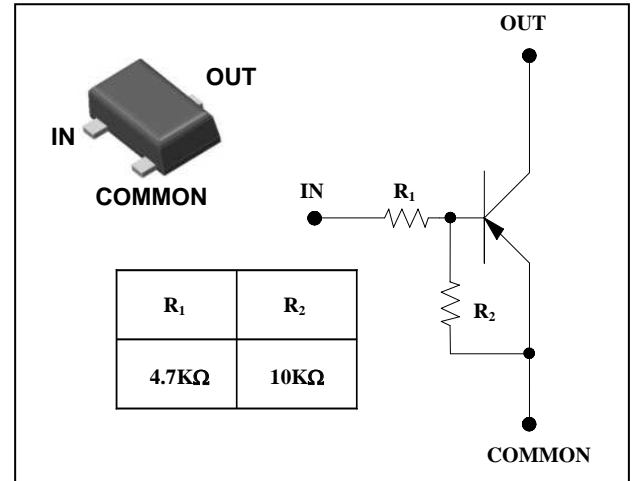 OUT
OUT
IN
COMMON
IN
R₁
R₁ R₂
4.7KΩ 10KΩ
R₂
COMMON